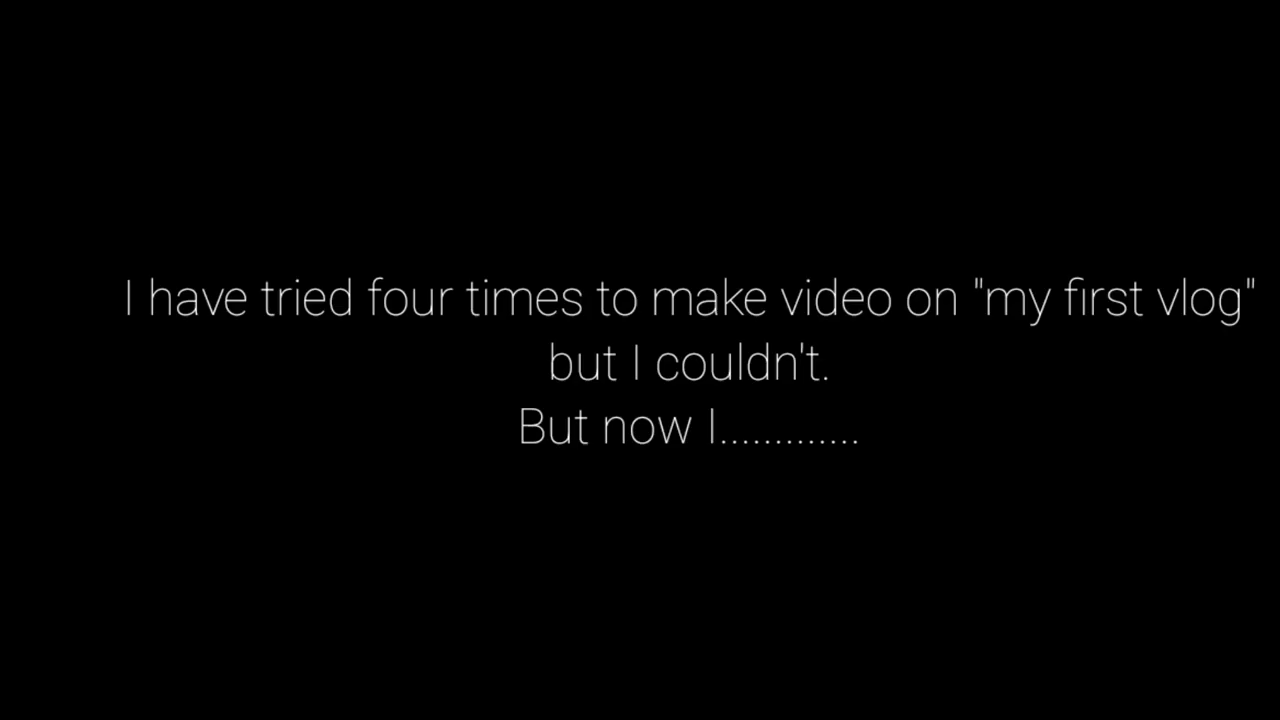 I have tried four times to make video on "my first vlog"
but I couldn't.
But now I.............